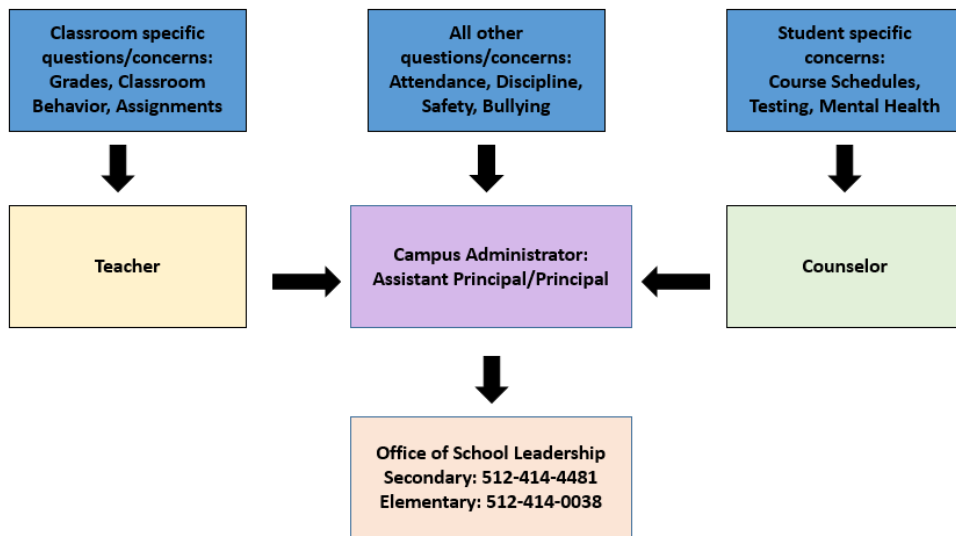 Classroom specific
questions/concerns:
Grades, Classroom
Behavior, Assignments
All other
questions/concerns:
Attendance, Discipline,
Safety, Bullying
Student specific
concerns:
Course Schedules,
Testing, Mental Health
Teacher
Campus Administrator:
Assistant Principal/Principal
Counselor
Office of School Leadership
Secondary: 512-414-4481
Elementary: 512-414-0038